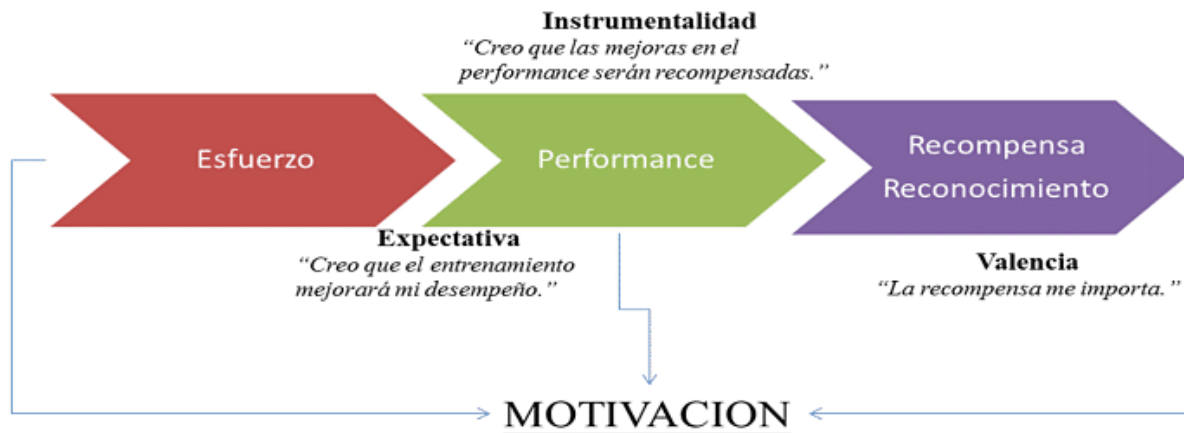 Instrumentalidad
“Creo que las mejoras en el
performance serán recompensadas.”
Esfuerzo
Performance
Recompensa
Reconocimiento
Expectativa
“Creo que el entrenamiento
mejorará mi desempeño.”
Valencia
“La recompensa me importa.”
MOTIVACION